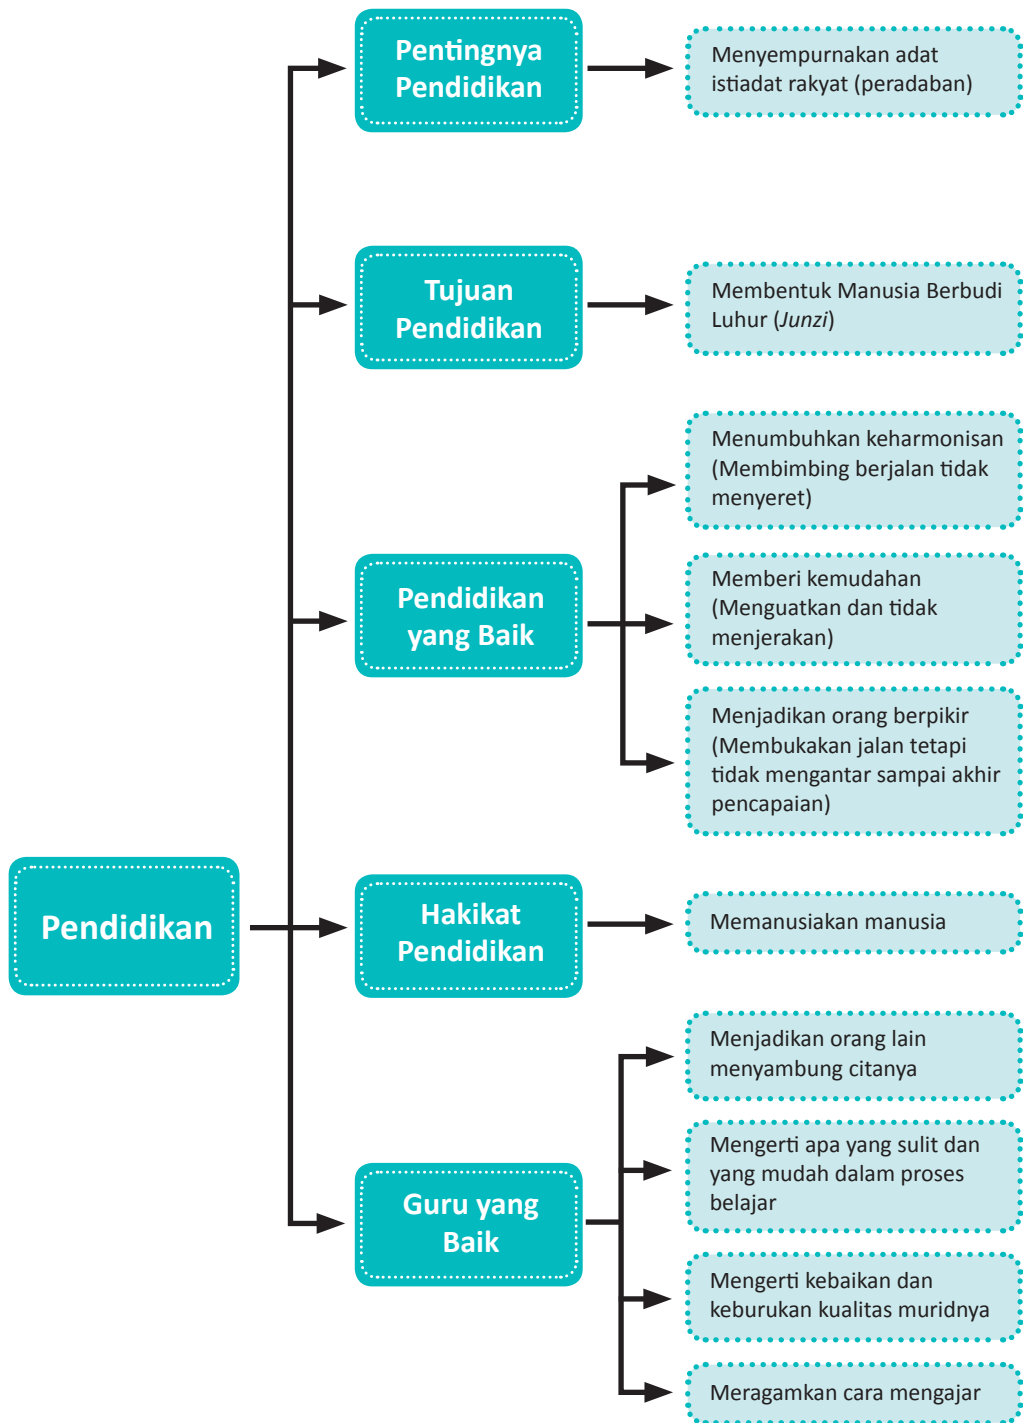 Pentingnya
Pendidikan
Menyempurnakan adat
istiadat rakyat (peradaban)
Tujuan
Pendidikan
Membentuk Manusia Berbudi
Luhur (Junzi)
Pendidikan
yang Baik
Menumbuhkan keharmonisan
(Membimbing berjalan tidak
menyeret)
Memberi kemudahan
(Menguatkan dan tidak
menjerakan)
Menjadikan orang berpikir
(Membukakan jalan tetapi
tidak mengantar sampai akhir
pencapaian)
Pendidikan
Hakikat
Pendidikan
Memanusiakan manusia
Guru yang
Baik
Menjadikan orang lain
menyambung citanya
Mengerti apa yang sulit dan
yang mudah dalam proses
belajar
Mengerti kebaikan dan
keburukan kualitas muridnya
Meragamkan cara mengajar